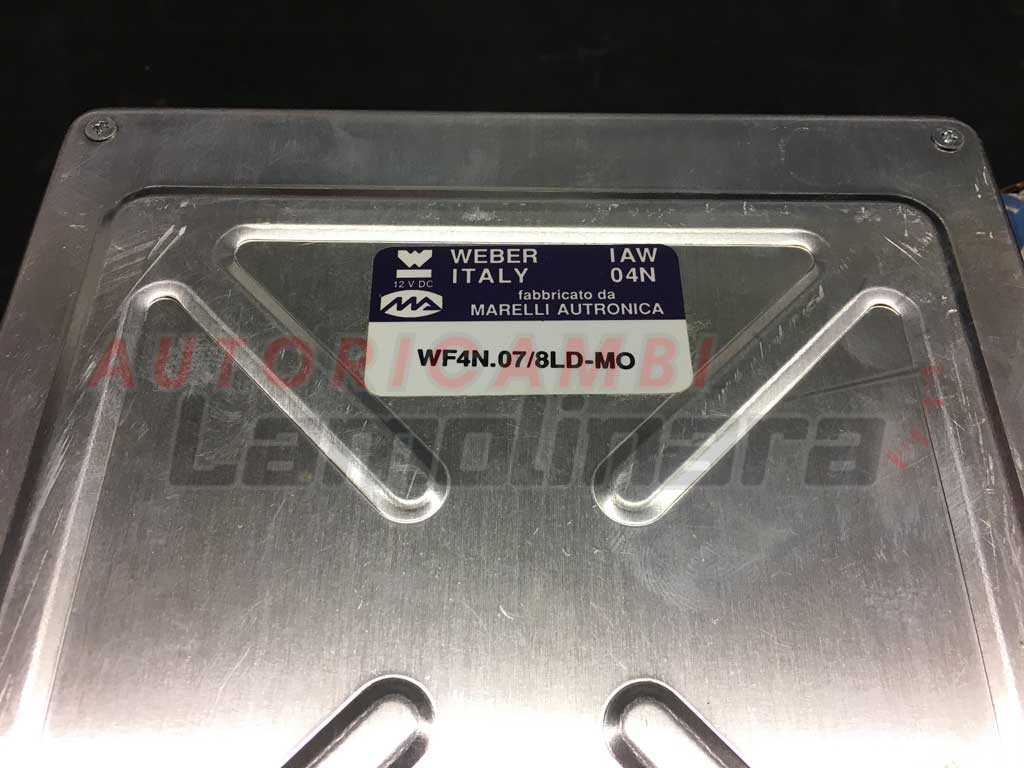 WEBER IAW
ITALY 04N
12 V DC
fabbricato da
MARELLI AUTRONICA
WF4N.07/8LD-MO
AUTORICAMBI
Lamolinara